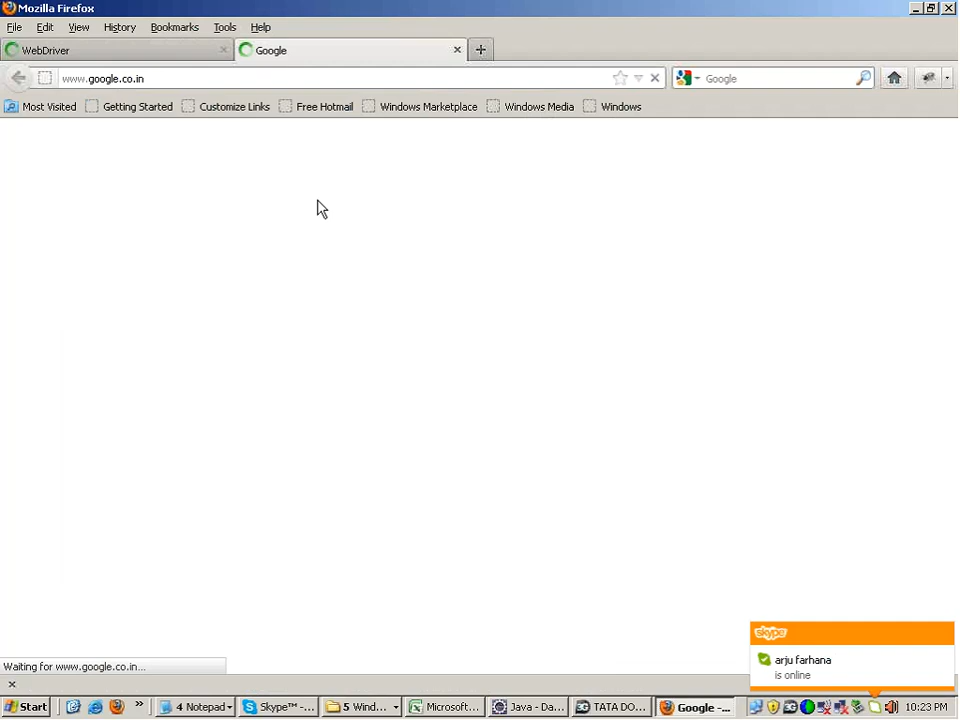 Mozilla Firefox
File Edit View History Bookmarks Tools Help
WebDriver Google
www.google.co.in Google
Most Visited Getting Started Customize Links Free Hotmail Windows Marketplace Windows Media Windows
skype
arju farhana
is online
Waiting for www.google.co.in...
Start 4 Notepad Skype™ -... 5 Wind... Microsoft... Java - Da... TATA DO... Google -... 10:23 PM